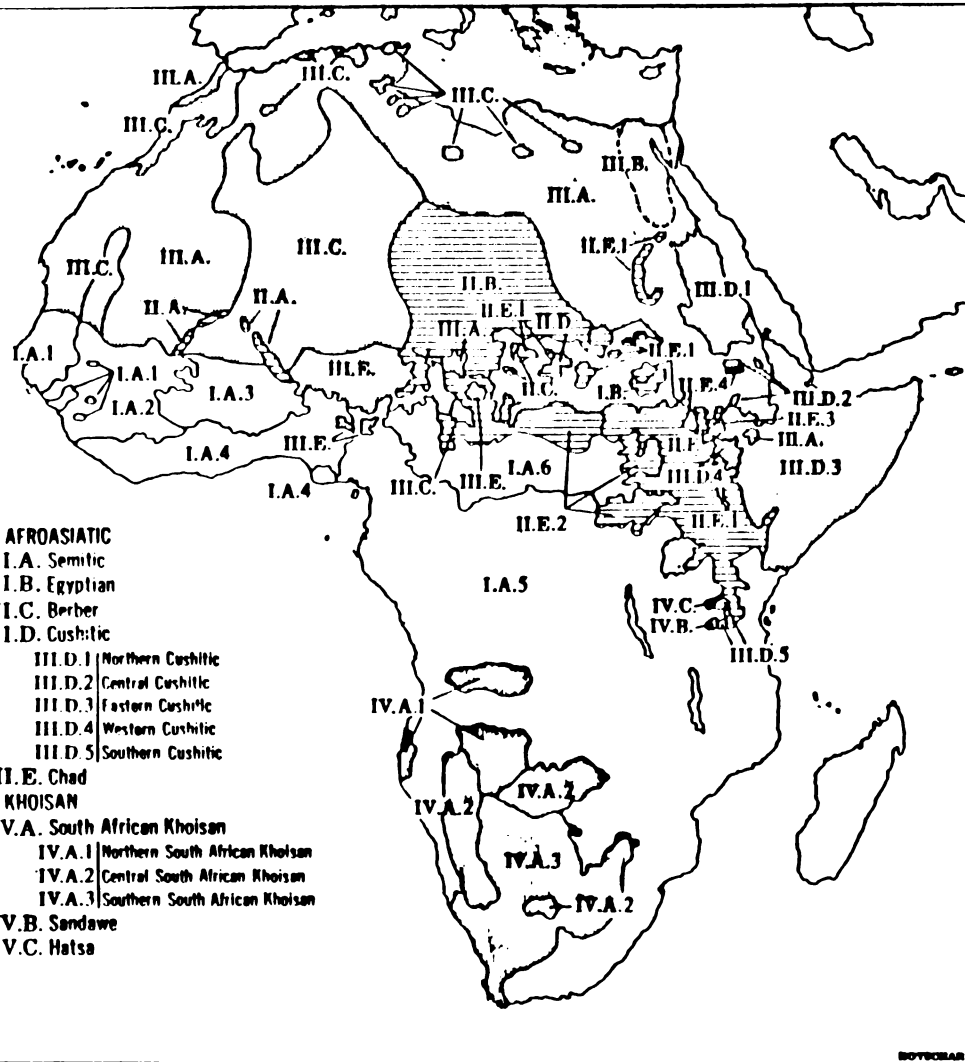 III.A.
III.C.
III.C.
III.C.
III.B.
III.A.
II.E.1
III.C.
III.A.
III.C.
III.D.1
II.B.
II.A.
II.A.
II.E.1
III.A
II.D
I.A.1
I.A.1
I.A.2
I.A.3
III.E.
II.C.
I.B.
II.E.1
II.E.4
III.D.2
II.E.3
III.A.
III.D.3
III.E.
I.A.4
I.A.4
III.C.
III.E.
I.A.6
III.D.4
II.E.2
II.E.1
I.A.5
IV.C.
IV.B.
III.D.5
IV.A.1
IV.A.2
IV.A.2
IV.A.3
IV.A.2
AFROASIATIC
I.A. Semitic
I.B. Egyptian
I.C. Berber
I.D. Cushitic
III.D.1 Northern Cushitic
III.D.2 Central Cushitic
III.D.3 Eastern Cushitic
III.D.4 Western Cushitic
III.D.5 Southern Cushitic
II.E. Chad
KHOISAN
V.A. South African Khoisan
IV.A.1 Northern South African Khoisan
IV.A.2 Central South African Khoisan
IV.A.3 Southern South African Khoisan
V.B. Sandawe
V.C. Hatsa